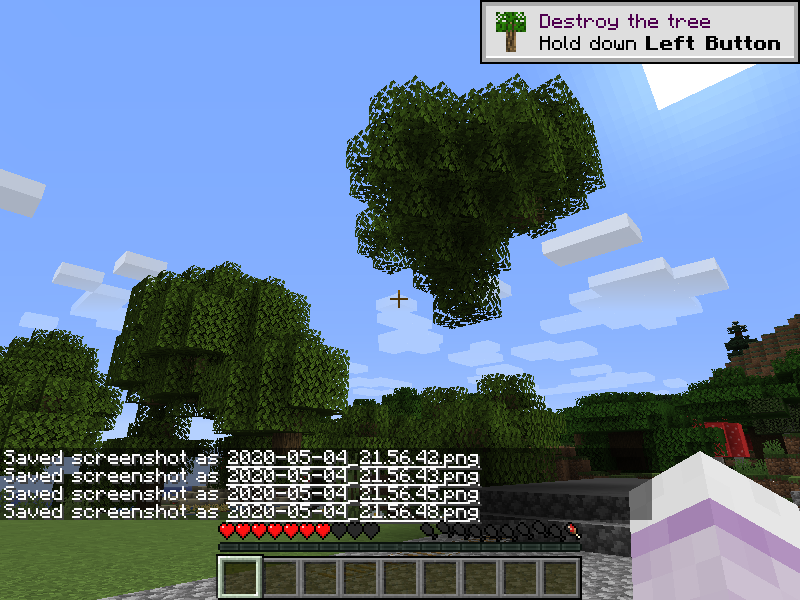 Destroy the tree
Hold down Left Button
Saved screenshot as 2020-05-04_21.56.42.png
Saved screenshot as 2020-05-04_21.56.43.png
Saved screenshot as 2020-05-04_21.56.45.png
Saved screenshot as 2020-05-04_21.56.48.png